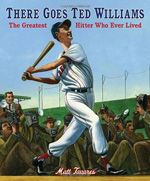 THERE GOES TED WILLIAMS
The Greatest Hitter Who Ever Lived
Matt Tavares